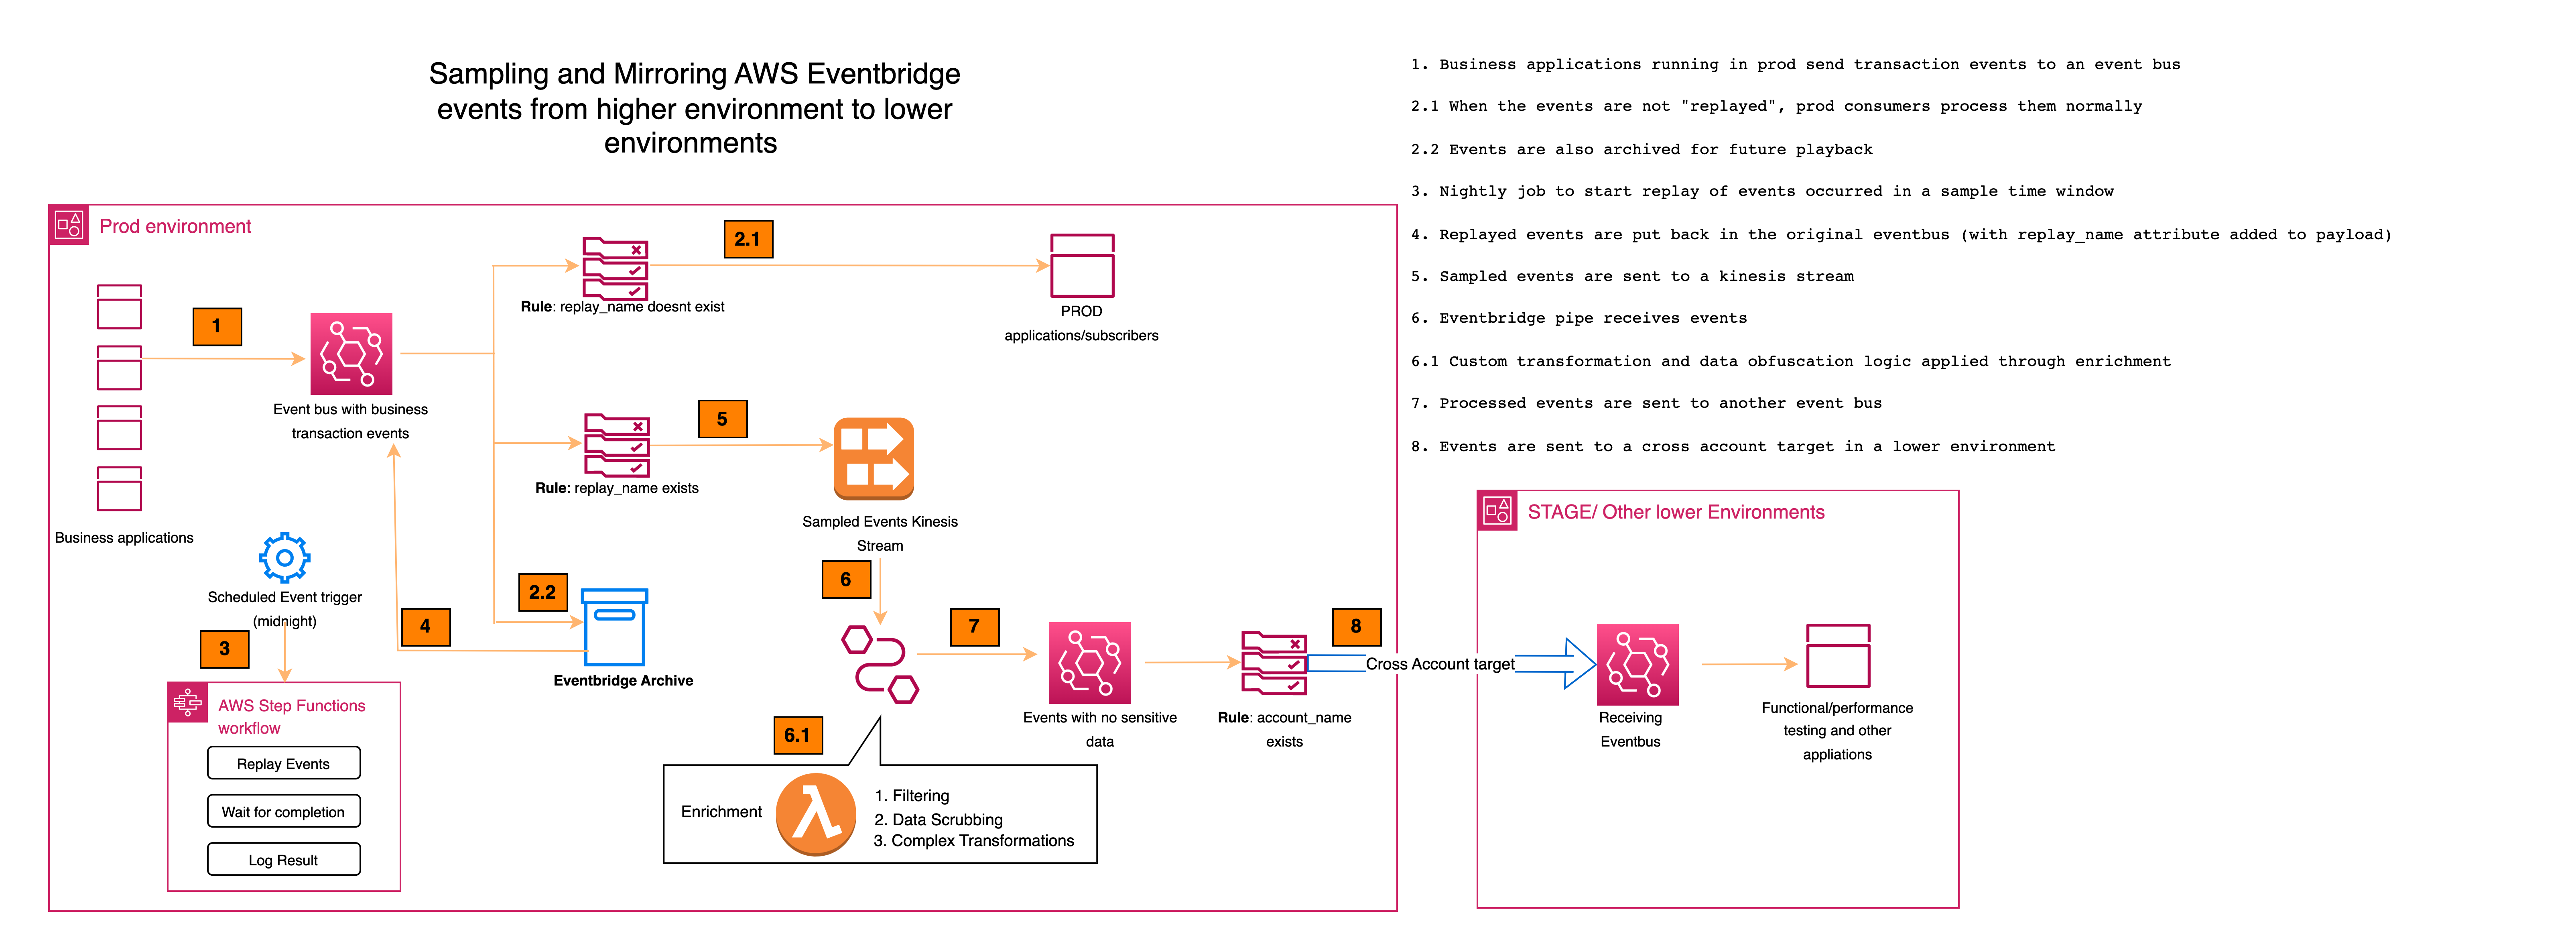 Sampling and Mirroring AWS Eventbridge
events from higher environment to lower
environments
1. Business applications running in prod send transaction events to an event bus
2.1 When the events are not "replayed", prod consumers process them normally
2.2 Events are also archived for future playback
3. Nightly job to start replay of events occurred in a sample time window
4. Replayed events are put back in the original eventbus (with replay_name attribute added to payload)
5. Sampled events are sent to a kinesis stream
6. Eventbridge pipe receives events
6.1 Custom transformation and data obfuscation logic applied through enrichment
7. Processed events are sent to another event bus
8. Events are sent to a cross account target in a lower environment
Prod environment
1
Business applications
Event bus with business
transaction events
2.1
Rule: replay_name doesnt exist
PROD
applications/subscribers
5
Rule: replay_name exists
Sampled Events Kinesis
Stream
2.2
Eventbridge Archive
4
Scheduled Event trigger
(midnight)
3
AWS Step Functions
workflow
Replay Events
Wait for completion
Log Result
6
6.1
Enrichment
1. Filtering
2. Data Scrubbing
3. Complex Transformations
7
Events with no sensitive
data
Rule: account_name
exists
8
Cross Account target
STAGE/ Other lower Environments
Receiving
Eventbus
Functional/performance
testing and other
appliations